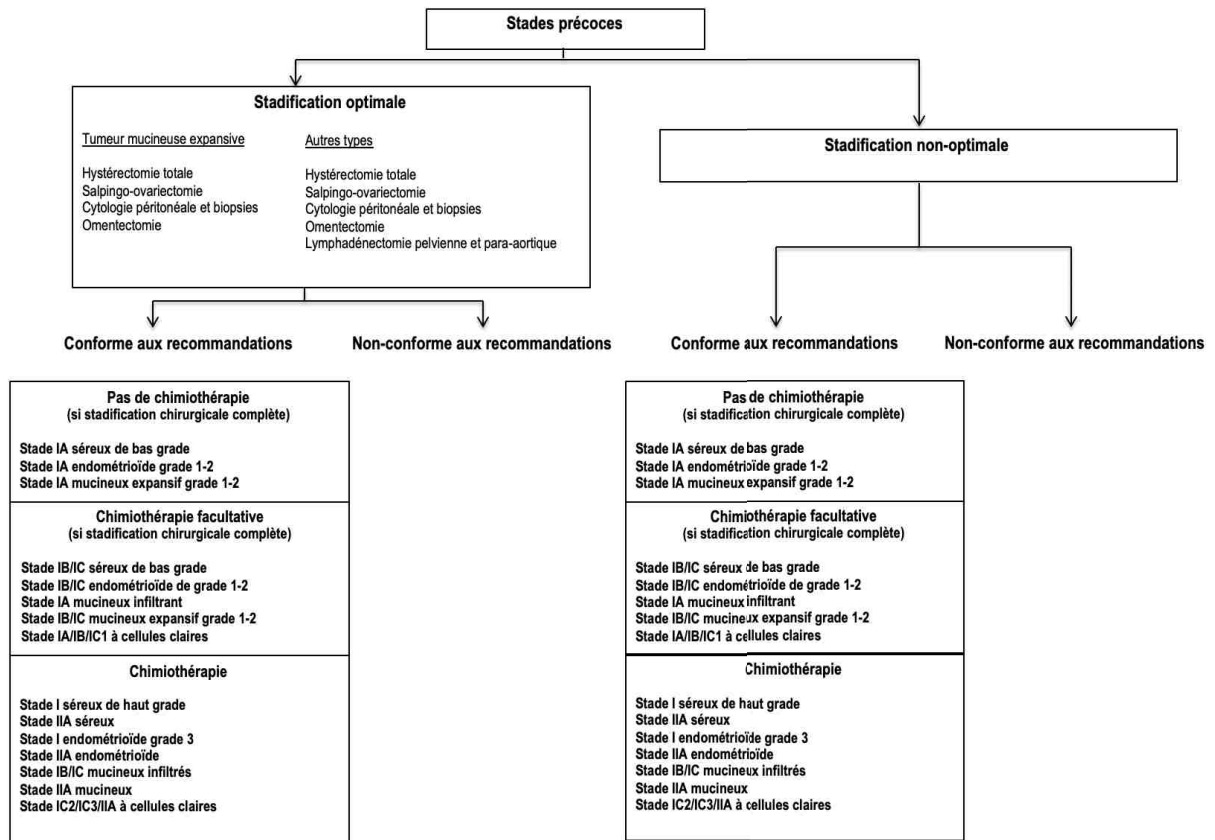 Stades précoces
Stadification optimale
Tumeur mucineuse expansive
Hystérectomie totale
Salpingo-ovariectomie
Cytologie péritonéale et biopsies
Omentectomie
Autres types
Hystérectomie totale
Salpingo-ovariectomie
Cytologie péritonéale et biopsies
Omentectomie
Lymphadénectomie pelvienne et para-aortique
Stadification non-optimale
Conforme aux recommandations
Non-conforme aux recommandations
Conforme aux recommandations
Non-conforme aux recommandations
Pas de chimiothérapie
(si stadification chirurgicale complète)
Stade IA séreux de bas grade
Stade IA endométrioïde grade 1-2
Stade IA mucineux expansif grade 1-2
Chimiothérapie facultative
(si stadification chirurgicale complète)
Stade IB/IC séreux de bas grade
Stade IB/IC endométrioïde de grade 1-2
Stade IA mucineux infiltrant
Stade IB/IC mucineux expansif grade 1-2
Stade IA/IB/IC1 à cellules claires
Chimiothérapie
Stade I séreux de haut grade
Stade IIA séreux
Stade I endométrioïde grade 3
Stade IIA endométrioïde
Stade IB/IC mucineux infiltrés
Stade IIA mucineux
Stade IC2/IC3/IIA à cellules claires
Pas de chimiothérapie
(si stadification chirurgicale complète)
Stade IA séreux de bas grade
Stade IA endométrioïde grade 1-2
Stade IA mucineux expansif grade 1-2
Chimiothérapie facultative
(si stadification chirurgicale complète)
Stade IB/IC séreux de bas grade
Stade IB/IC endométrioïde de grade 1-2
Stade IA mucineux infiltrant
Stade IB/IC mucineux expansif grade 1-2
Stade IA/IB/IC1 à cellules claires
Chimiothérapie
Stade I séreux de haut grade
Stade IIA séreux
Stade I endométrioïde grade 3
Stade IIA endométrioïde
Stade IB/IC mucineux infiltrés
Stade IIA mucineux
Stade IC2/IC3/IIA à cellules claires